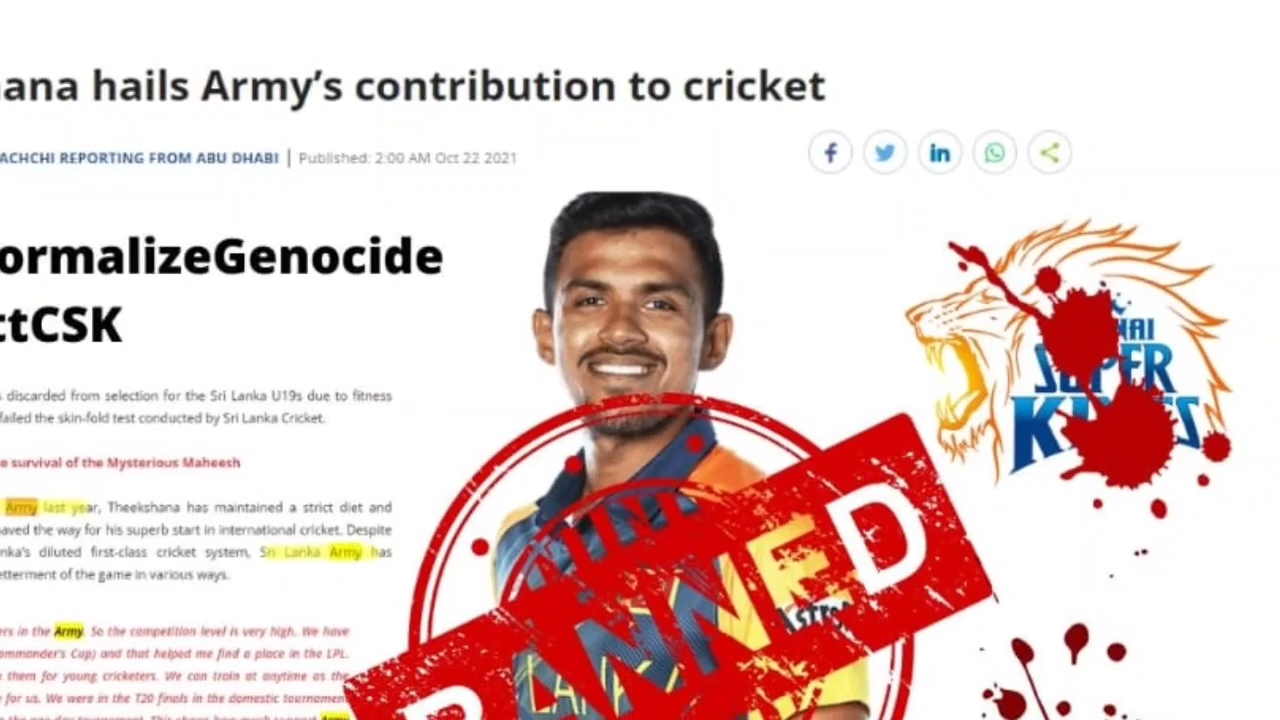 ana hails Army's contribution to cricket
ACHCHI REPORTING FROM ABU DHABI | Published: 2:00 AM Oct 22 2021
ormalizeGenocide
ttCSK
discarded from selection for the Sri Lanka U19s due to fitness
failed the skin-fold test conducted by Sri Lanka Cricket.
e survival of the Mysterious Maheesh
Army last year, Theekshana has maintained a strict diet and
aved the way for his superb start in international cricket. Despite
nka's diluted first-class cricket system, Sri Lanka Army has
etterment of the game in various ways.
ers in the Army. So the competition level is very high. We have
ommander's Cup) and that helped me find a place in the LPL.
them for young cricketers. We can train at anytime as the
for us. We were in the T20 finals in the domestic tournament
NAI
SUPER
KINGS
BANNED
Astro
LANKA